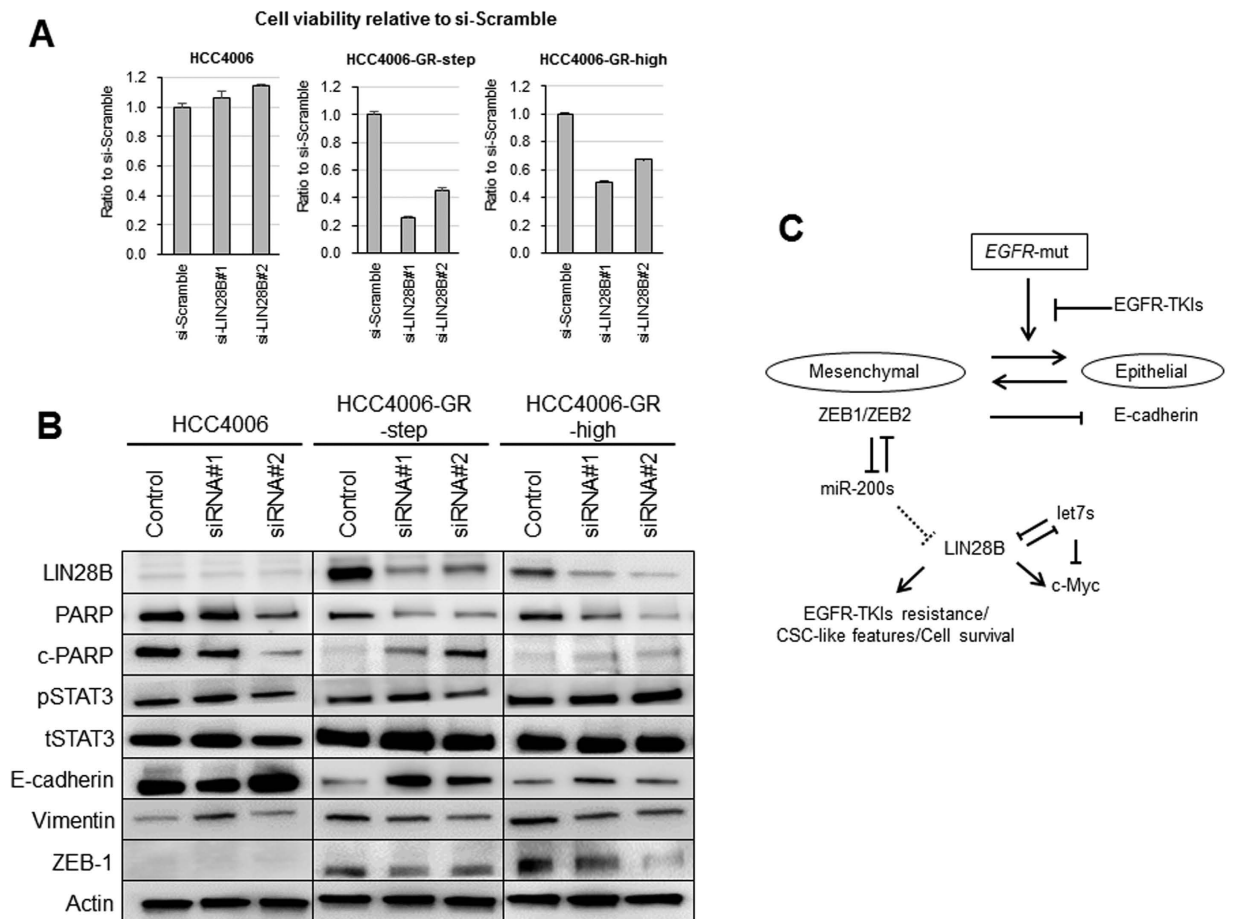 A
Cell viability relative to si-Scramble
HCC4006
Ratio to si-Scramble
1.2
1.0
0.8
0.6
0.4
0.2
0.0
si-Scramble
si-LIN28B#1
si-LIN28B#2
HCC4006-GR-step
Ratio to si-Scramble
1.2
1.0
0.8
0.6
0.4
0.2
0.0
si-Scramble
si-LIN28B#1
si-LIN28B#2
HCC4006-GR-high
Ratio to si-Scramble
1.2
1.0
0.8
0.6
0.4
0.2
0.0
si-Scramble
si-LIN28B#1
si-LIN28B#2
B
HCC4006
HCC4006-GR
-step
HCC4006-GR
-high
Control
siRNA#1
siRNA#2
Control
siRNA#1
siRNA#2
Control
siRNA#1
siRNA#2
LIN28B
PARP
c-PARP
pSTAT3
tSTAT3
E-cadherin
Vimentin
ZEB-1
Actin
C
EGFR-mut
EGFR-TKIs
Mesenchymal
Epithelial
ZEB1/ZEB2
E-cadherin
miR-200s
let7s
LIN28B
c-Myc
EGFR-TKIs resistance/
CSC-like features/Cell survival